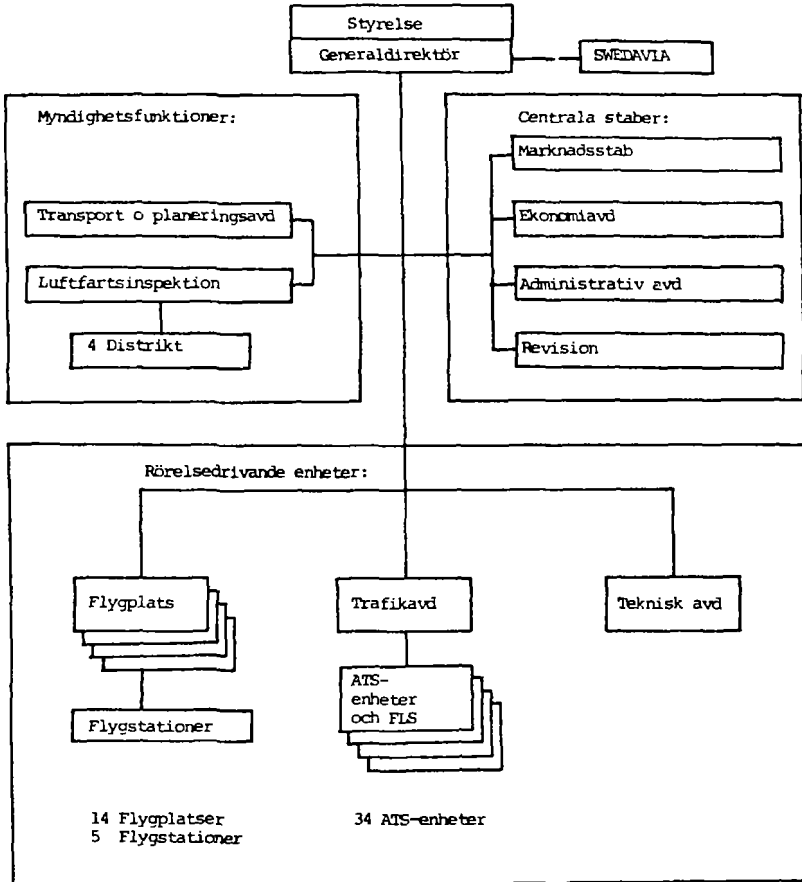 Styrelse
Generaldirektör
SWEDAVIA
Myndighetsfunktioner:
Transport o planeringsavd
Luftfartsinspektion
4 Distrikt
Centrala staber:
Marknadsstab
Ekonomiavd
Administrativ avd
Revision
Rörelsedrivande enheter:
Flygplats
Flygstationer
14 Flygplatser
5 Flygstationer
Trafikavd
ATS-
enheter
och FLS
34 ATS-enheter
Teknisk avd